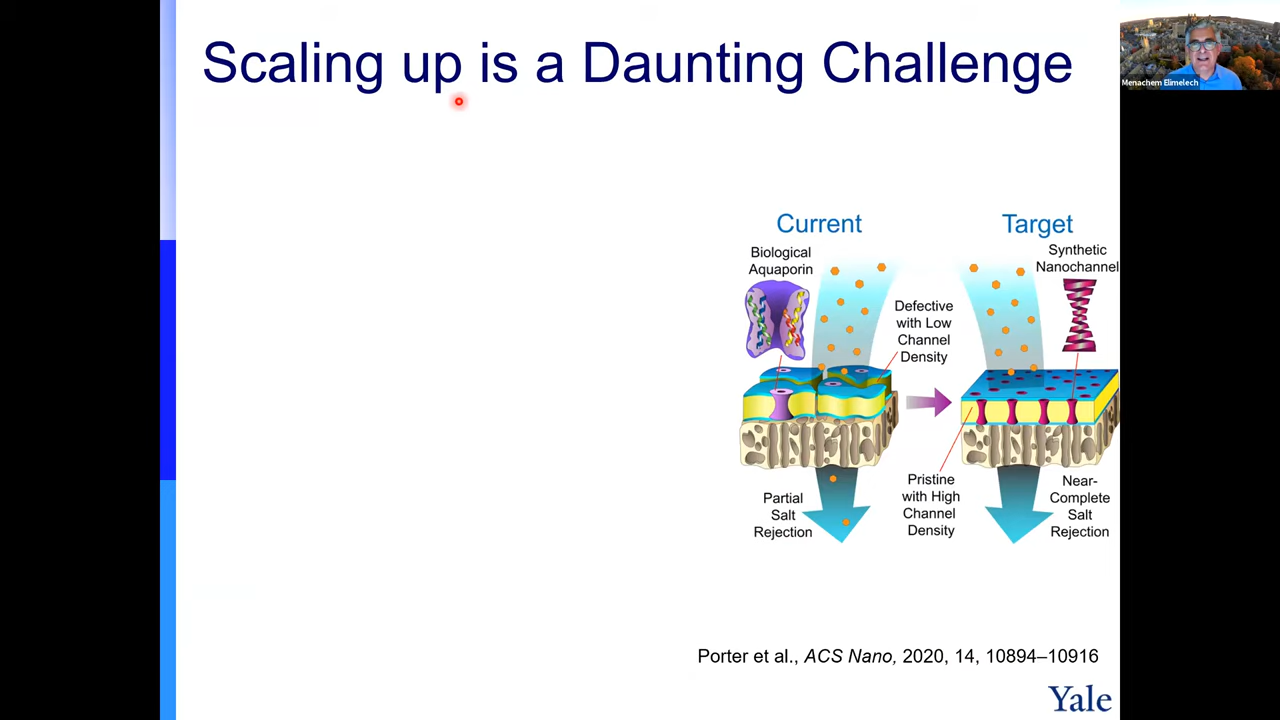 Scaling up is a Daunting Challenge
Menachem Elimelech
Current
Target
Biological
Aquaporin
Synthetic
Nanochannel
Defective
with Low
Channel
Density
Partial
Salt
Rejection
Pristine
with High
Channel
Density
Near-
Complete
Salt
Rejection
Porter et al., ACS Nano, 2020, 14, 10894–10916
Yale